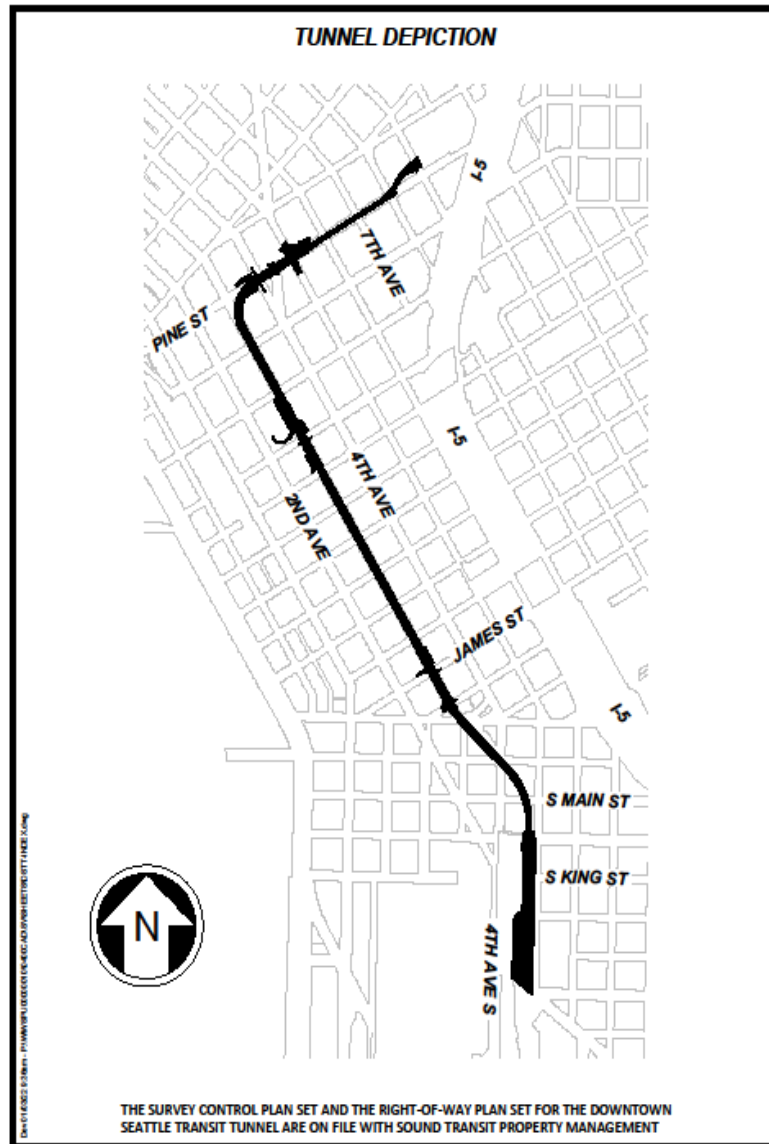 TUNNEL DEPICTION
I-5
7TH AVE
PINE ST
I-5
4TH AVE
2ND AVE
JAMES ST
I-5
S MAIN ST
S KING ST
4TH AVE S
N
THE SURVEY CONTROL PLAN SET AND THE RIGHT-OF-WAY PLAN SET FOR THE DOWNTOWN
SEATTLE TRANSIT TUNNEL ARE ON FILE WITH SOUND TRANSIT PROPERTY MANAGEMENT